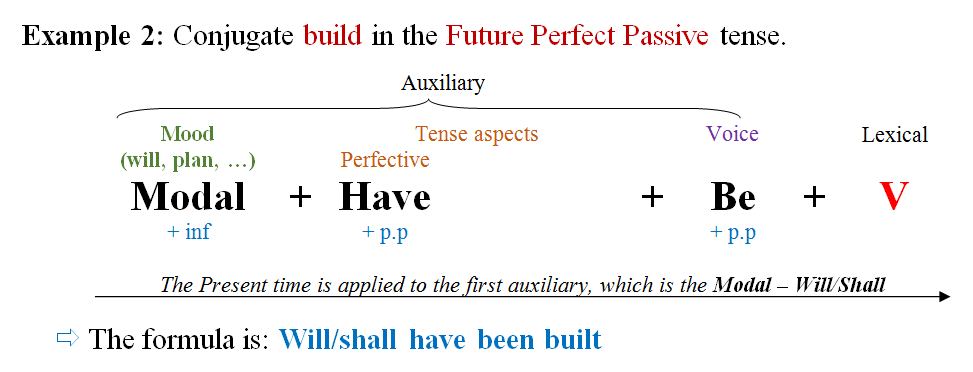 Example 2: Conjugate build in the Future Perfect Passive tense.
Auxiliary
Mood Tense aspects Voice Lexical
(will, plan, …) Perfective
Modal + Have + Be + V
+ inf + p.p + p.p
The Present time is applied to the first auxiliary, which is the Modal – Will/Shall
⇨ The formula is: Will/shall have been built